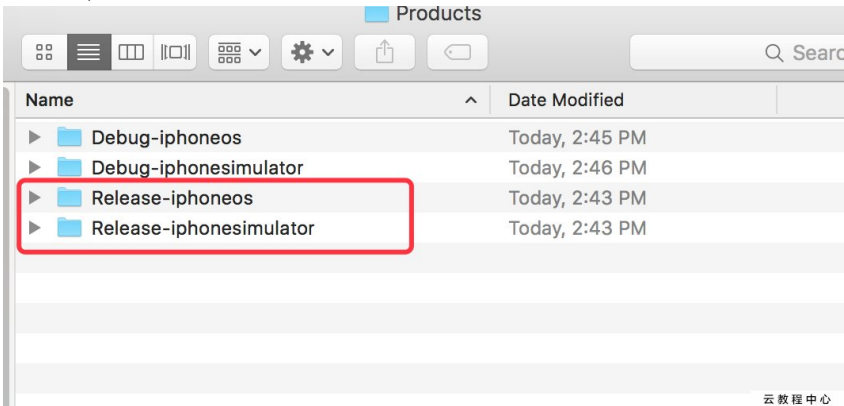 Products
Searc
Name Date Modified
Debug-iphoneos Today, 2:45 PM
Debug-iphonesimulator Today, 2:46 PM
Release-iphoneos Today, 2:43 PM
Release-iphonesimulator Today, 2:43 PM
云教程中心